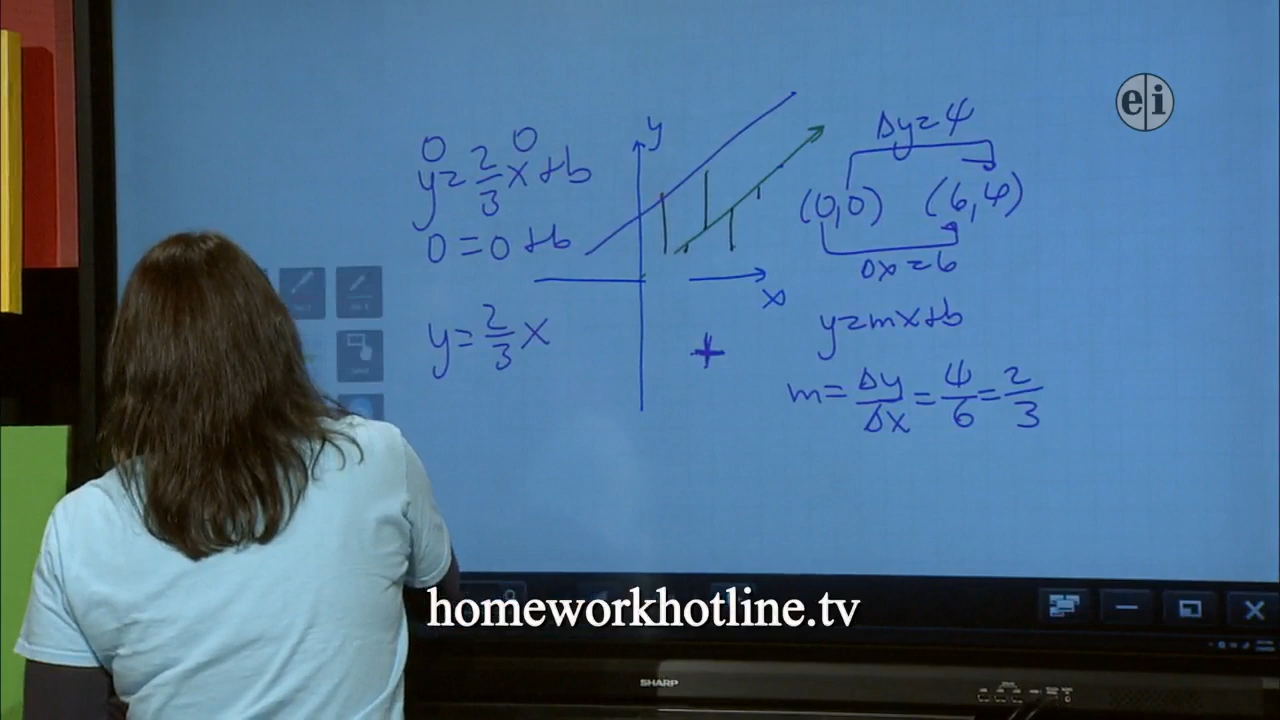 e|i
0 0
y=2/3x+b
0=0+b
y=2/3x
y
x
Δy=4
(0,0) (6,4)
Δx=6
y=mx+b
m=Δy/Δx=4/6=2/3
homeworkhotline.tv
SHARP